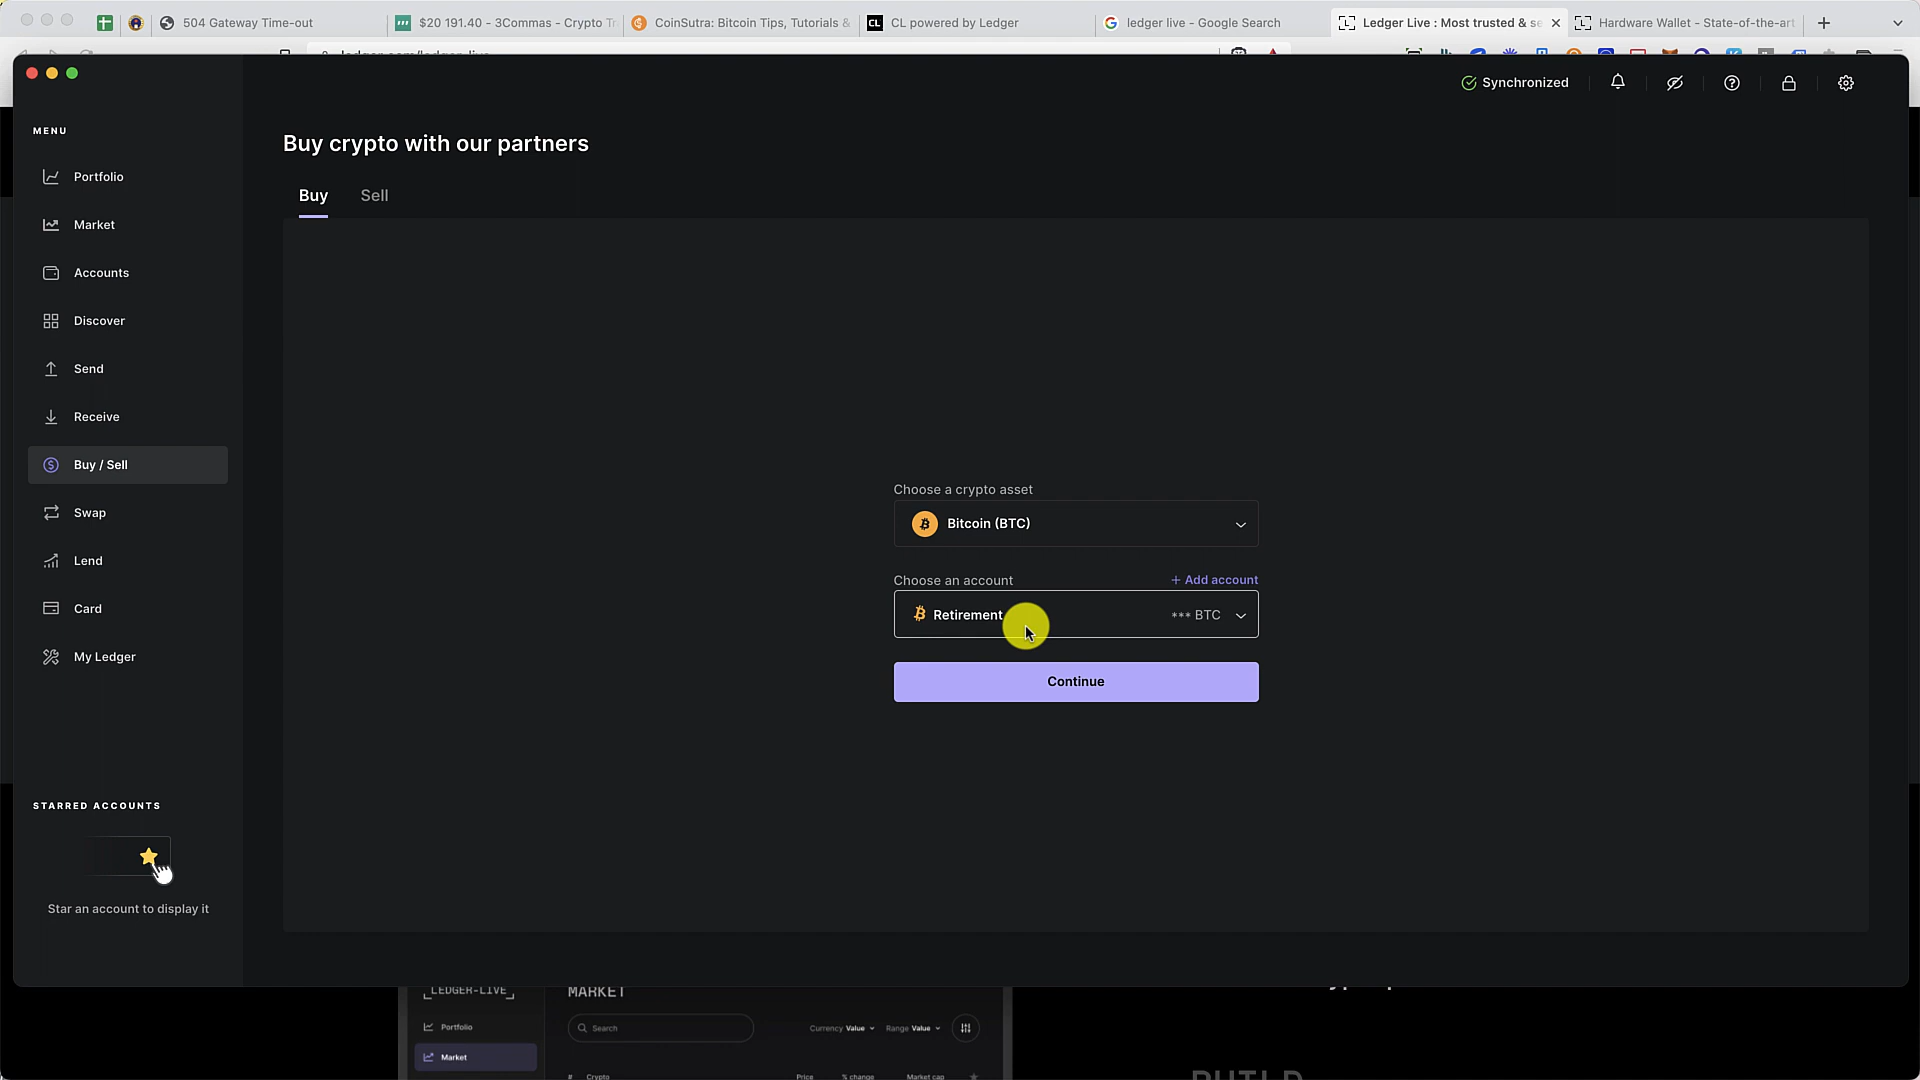 504 Gateway Time-out
$20 191.40 - 3Commas - Crypto Tr
CoinSutra: Bitcoin Tips, Tutorials &
CL CL powered by Ledger
ledger live - Google Search
Ledger Live : Most trusted & se
Hardware Wallet - State-of-the-art
Synchronized
MENU
Buy crypto with our partners
Portfolio
Buy Sell
Market
Accounts
Discover
Send
Receive
Buy / Sell
Choose a crypto asset
Swap
Bitcoin (BTC)
Lend
Choose an account + Add account
Card
Retirement *** BTC
My Ledger
Continue
STARRED ACCOUNTS
Star an account to display it
LEDGER-LIVE
MARKET
Portfolio
Search
Currency Value Range Value
Market
# Crypto Price % change Market cap
BUILD